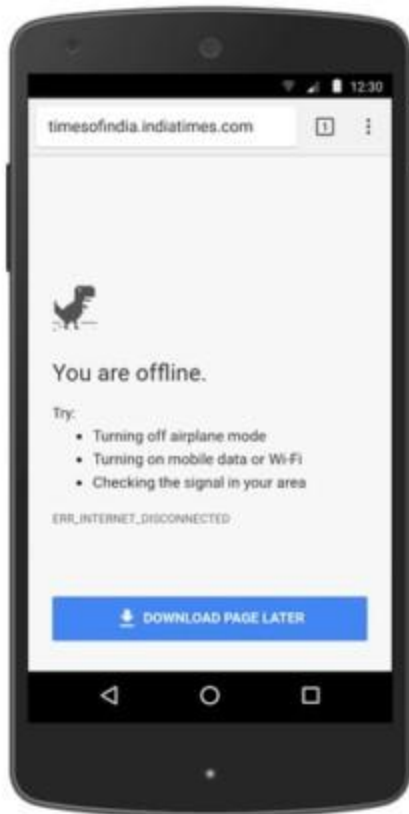 12:30
timesofindia.indiatimes.com
1
You are offline.
Try:
• Turning off airplane mode
• Turning on mobile data or Wi-Fi
• Checking the signal in your area
ERR_INTERNET_DISCONNECTED
DOWNLOAD PAGE LATER